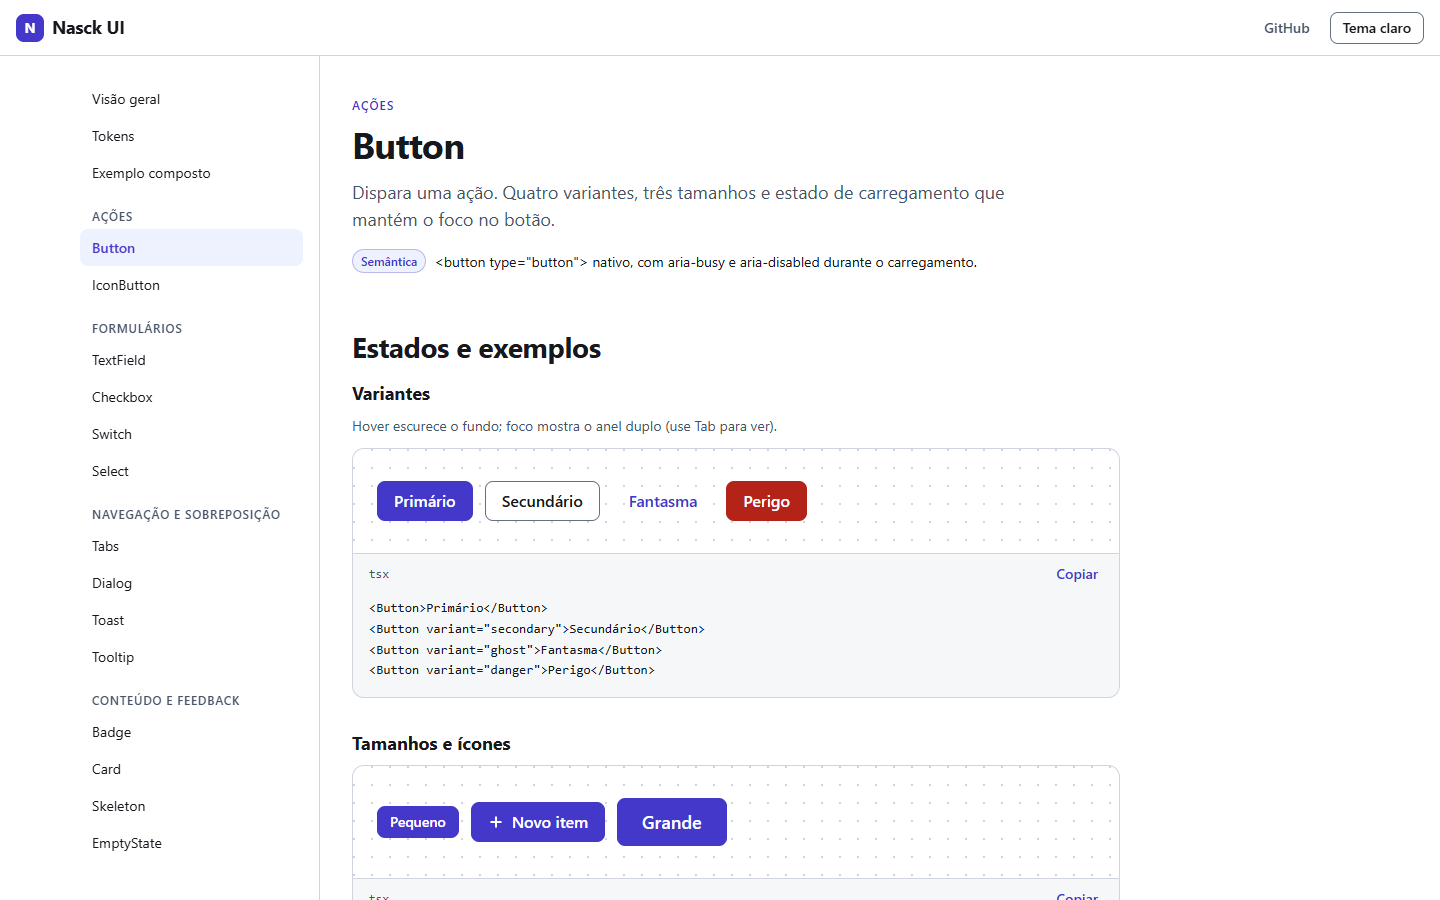 N Nasck UI
GitHub
Tema claro
Visão geral
Tokens
Exemplo composto
AÇÕES
Button
IconButton
FORMULÁRIOS
TextField
Checkbox
Switch
Select
NAVEGAÇÃO E SOBREPOSIÇÃO
Tabs
Dialog
Toast
Tooltip
CONTEÚDO E FEEDBACK
Badge
Card
Skeleton
EmptyState
AÇÕES
Button
Dispara uma ação. Quatro variantes, três tamanhos e estado de carregamento que
mantém o foco no botão.
Semântica <button type="button"> nativo, com aria-busy e aria-disabled durante o carregamento.
Estados e exemplos
Variantes
Hover escurece o fundo; foco mostra o anel duplo (use Tab para ver).
Primário Secundário Fantasma Perigo
tsx Copiar
<Button>Primário</Button>
<Button variant="secondary">Secundário</Button>
<Button variant="ghost">Fantasma</Button>
<Button variant="danger">Perigo</Button>
Tamanhos e ícones
Pequeno + Novo item Grande
tsx Copiar